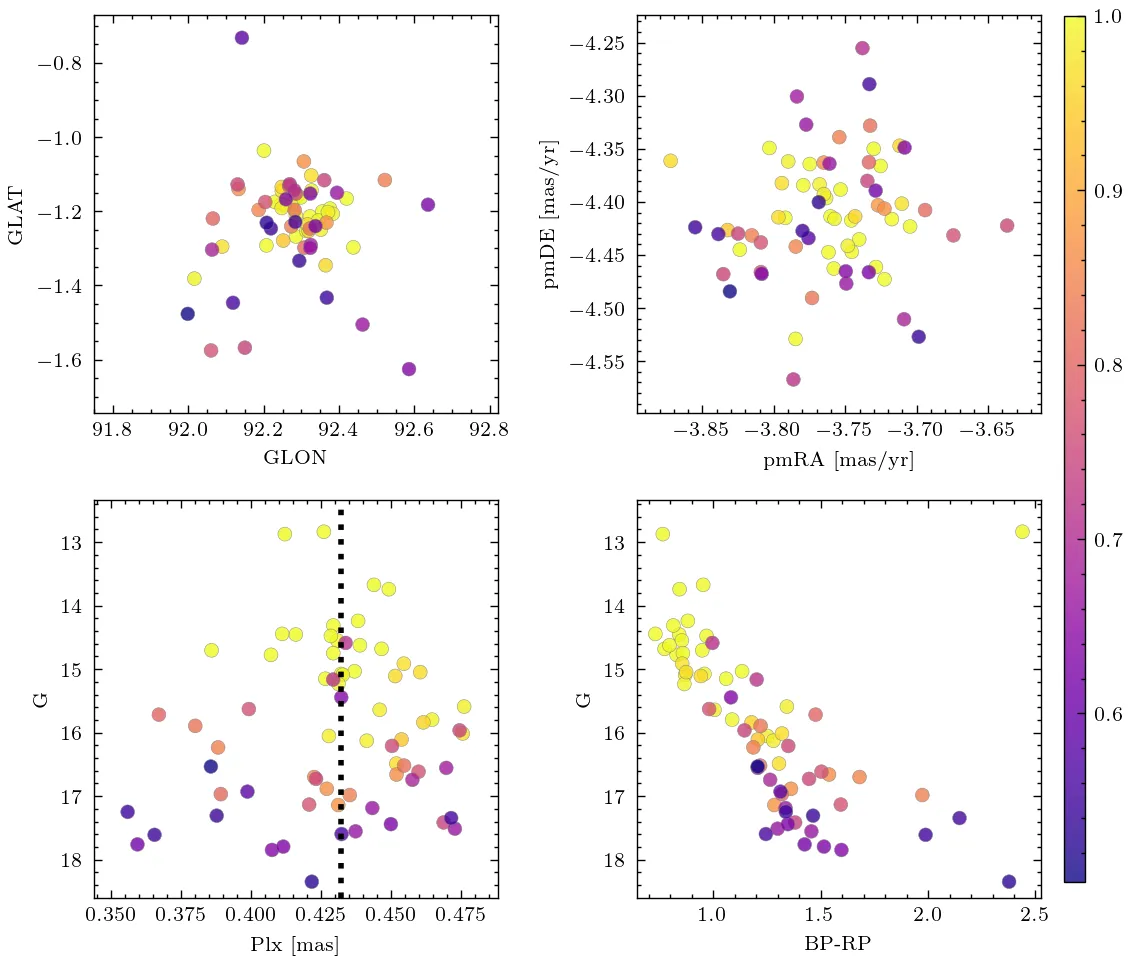 GLAT
−0.8
−1.0
−1.2
−1.4
−1.6
91.8 92.0 92.2 92.4 92.6 92.8
GLON
pmDE [mas/yr]
−4.25
−4.30
−4.35
−4.40
−4.45
−4.50
−4.55
−3.85 −3.80 −3.75 −3.70 −3.65
pmRA [mas/yr]
1.0
0.9
0.8
0.7
0.6
G
13
14
15
16
17
18
0.350 0.375 0.400 0.425 0.450 0.475
Plx [mas]
G
13
14
15
16
17
18
1.0 1.5 2.0 2.5
BP-RP